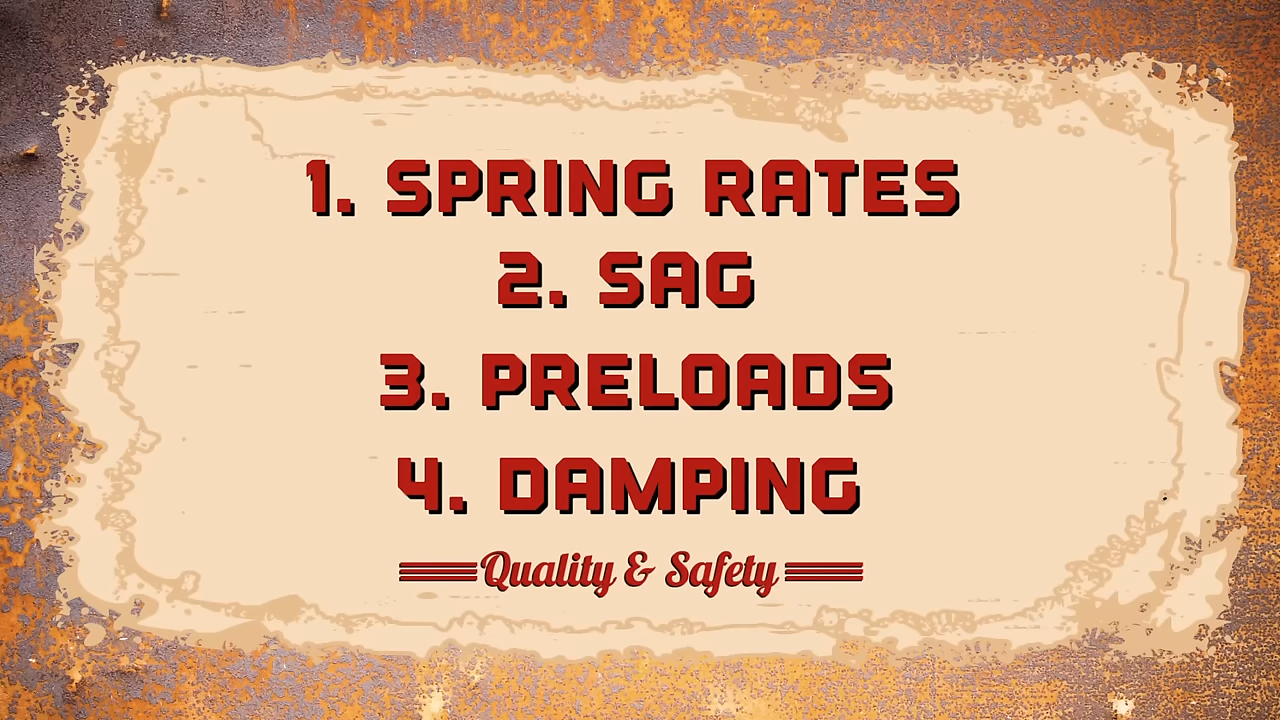 1. SPRING RATES
2. SAG
3. PRELOADS
4. DAMPING
Quality & Safety